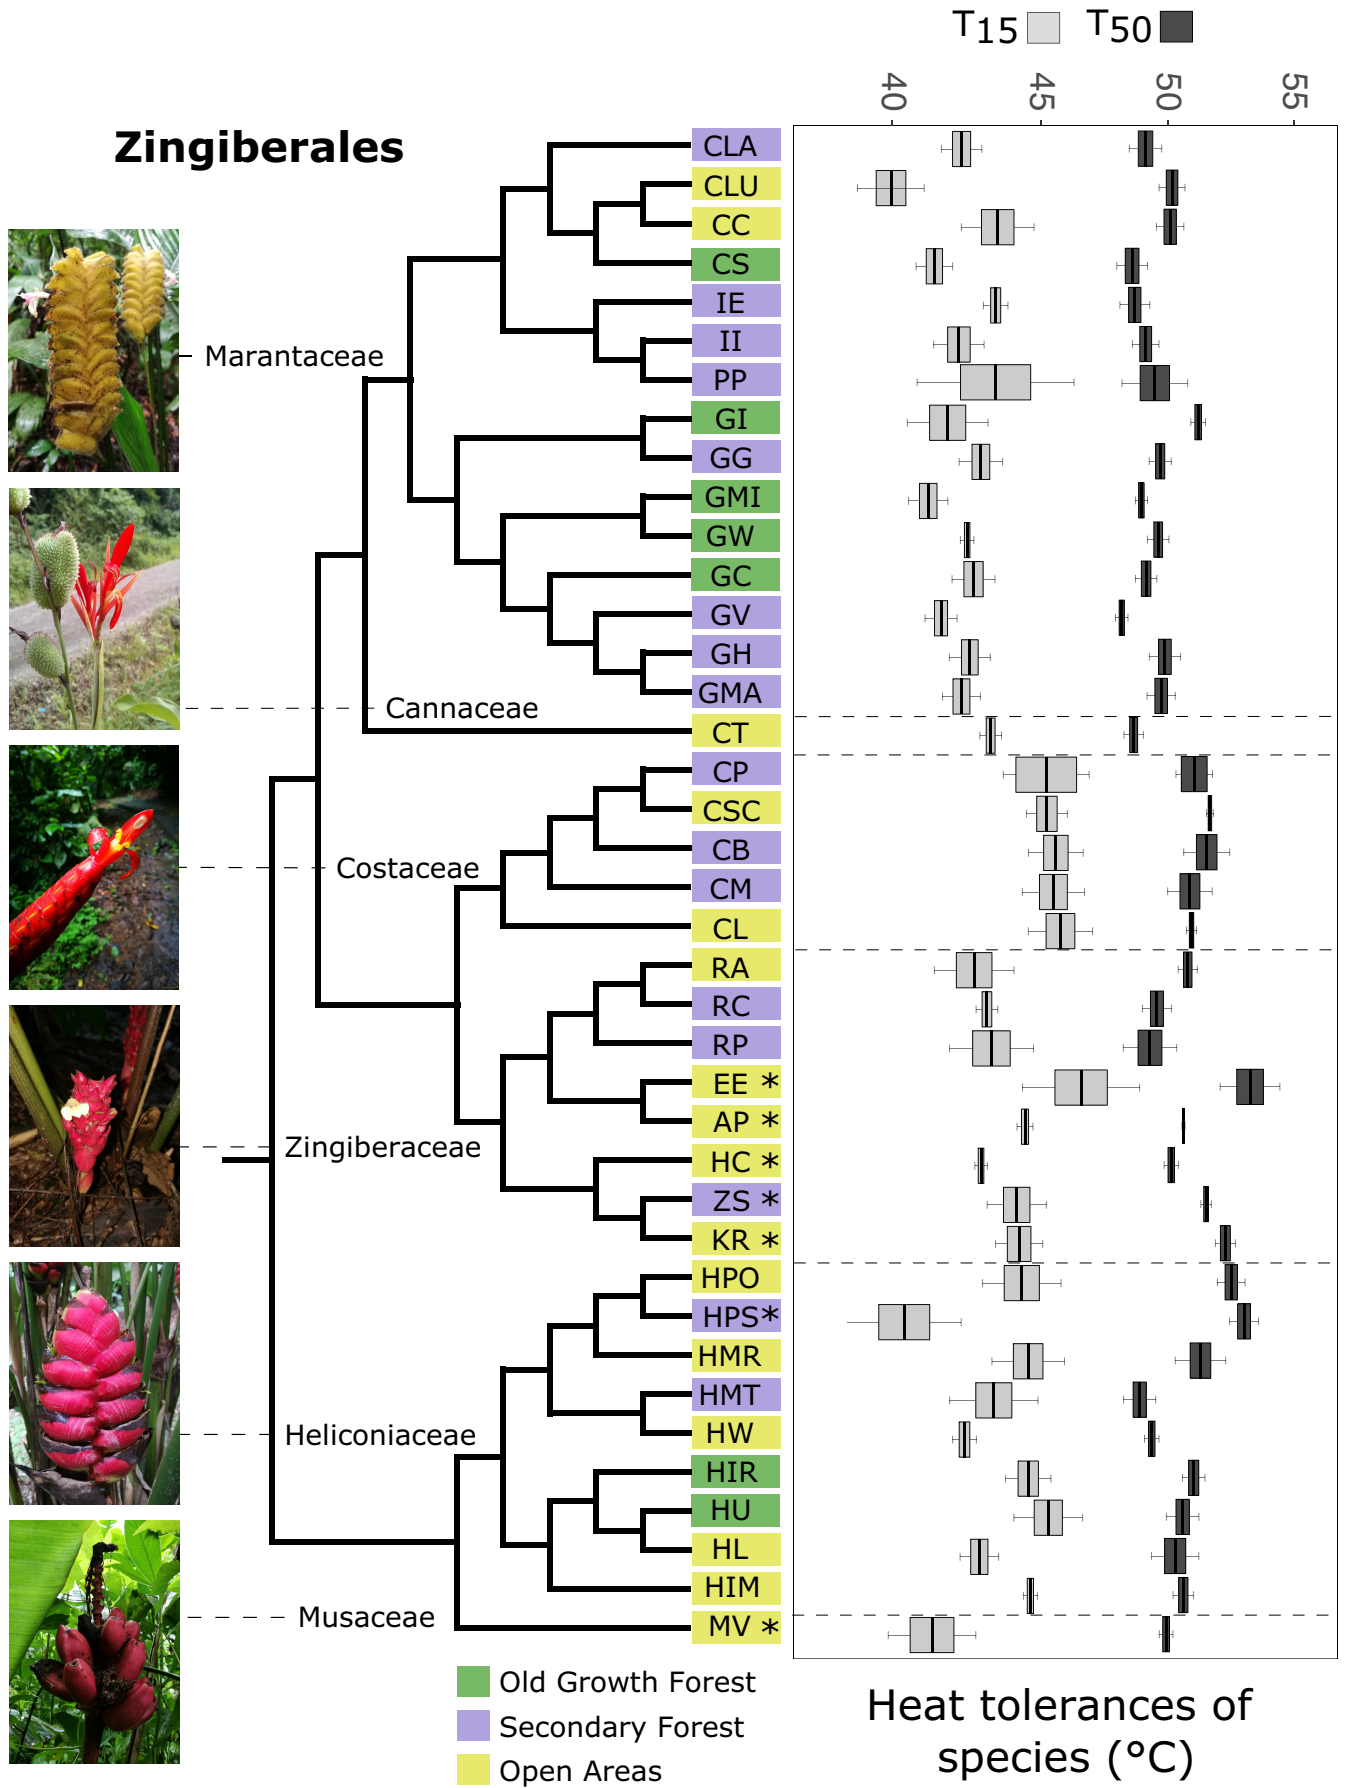 T15 T50
40 45 50 55
Zingiberales
CLA
CLU
CC
CS
IE
II
PP
Marantaceae
GI
GG
GMI
GW
GC
GV
GH
GMA
Cannaceae
CT
CP
CSC
CB
Costaceae
CM
CL
RA
RC
RP
EE *
AP *
Zingiberaceae
HC *
ZS *
KR *
HPO
HPS*
HMR
HMT
Heliconiaceae
HW
HIR
HU
HL
HIM
Musaceae
MV *
Old Growth Forest
Secondary Forest
Open Areas
Heat tolerances of
species (°C)